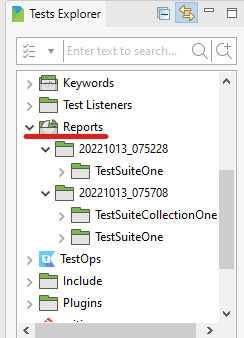 Tests Explorer
Enter text to search...
Keywords
Test Listeners
Reports
20221013_075228
TestSuiteOne
20221013_075708
TestSuiteCollectionOne
TestSuiteOne
TestOps
Include
Plugins